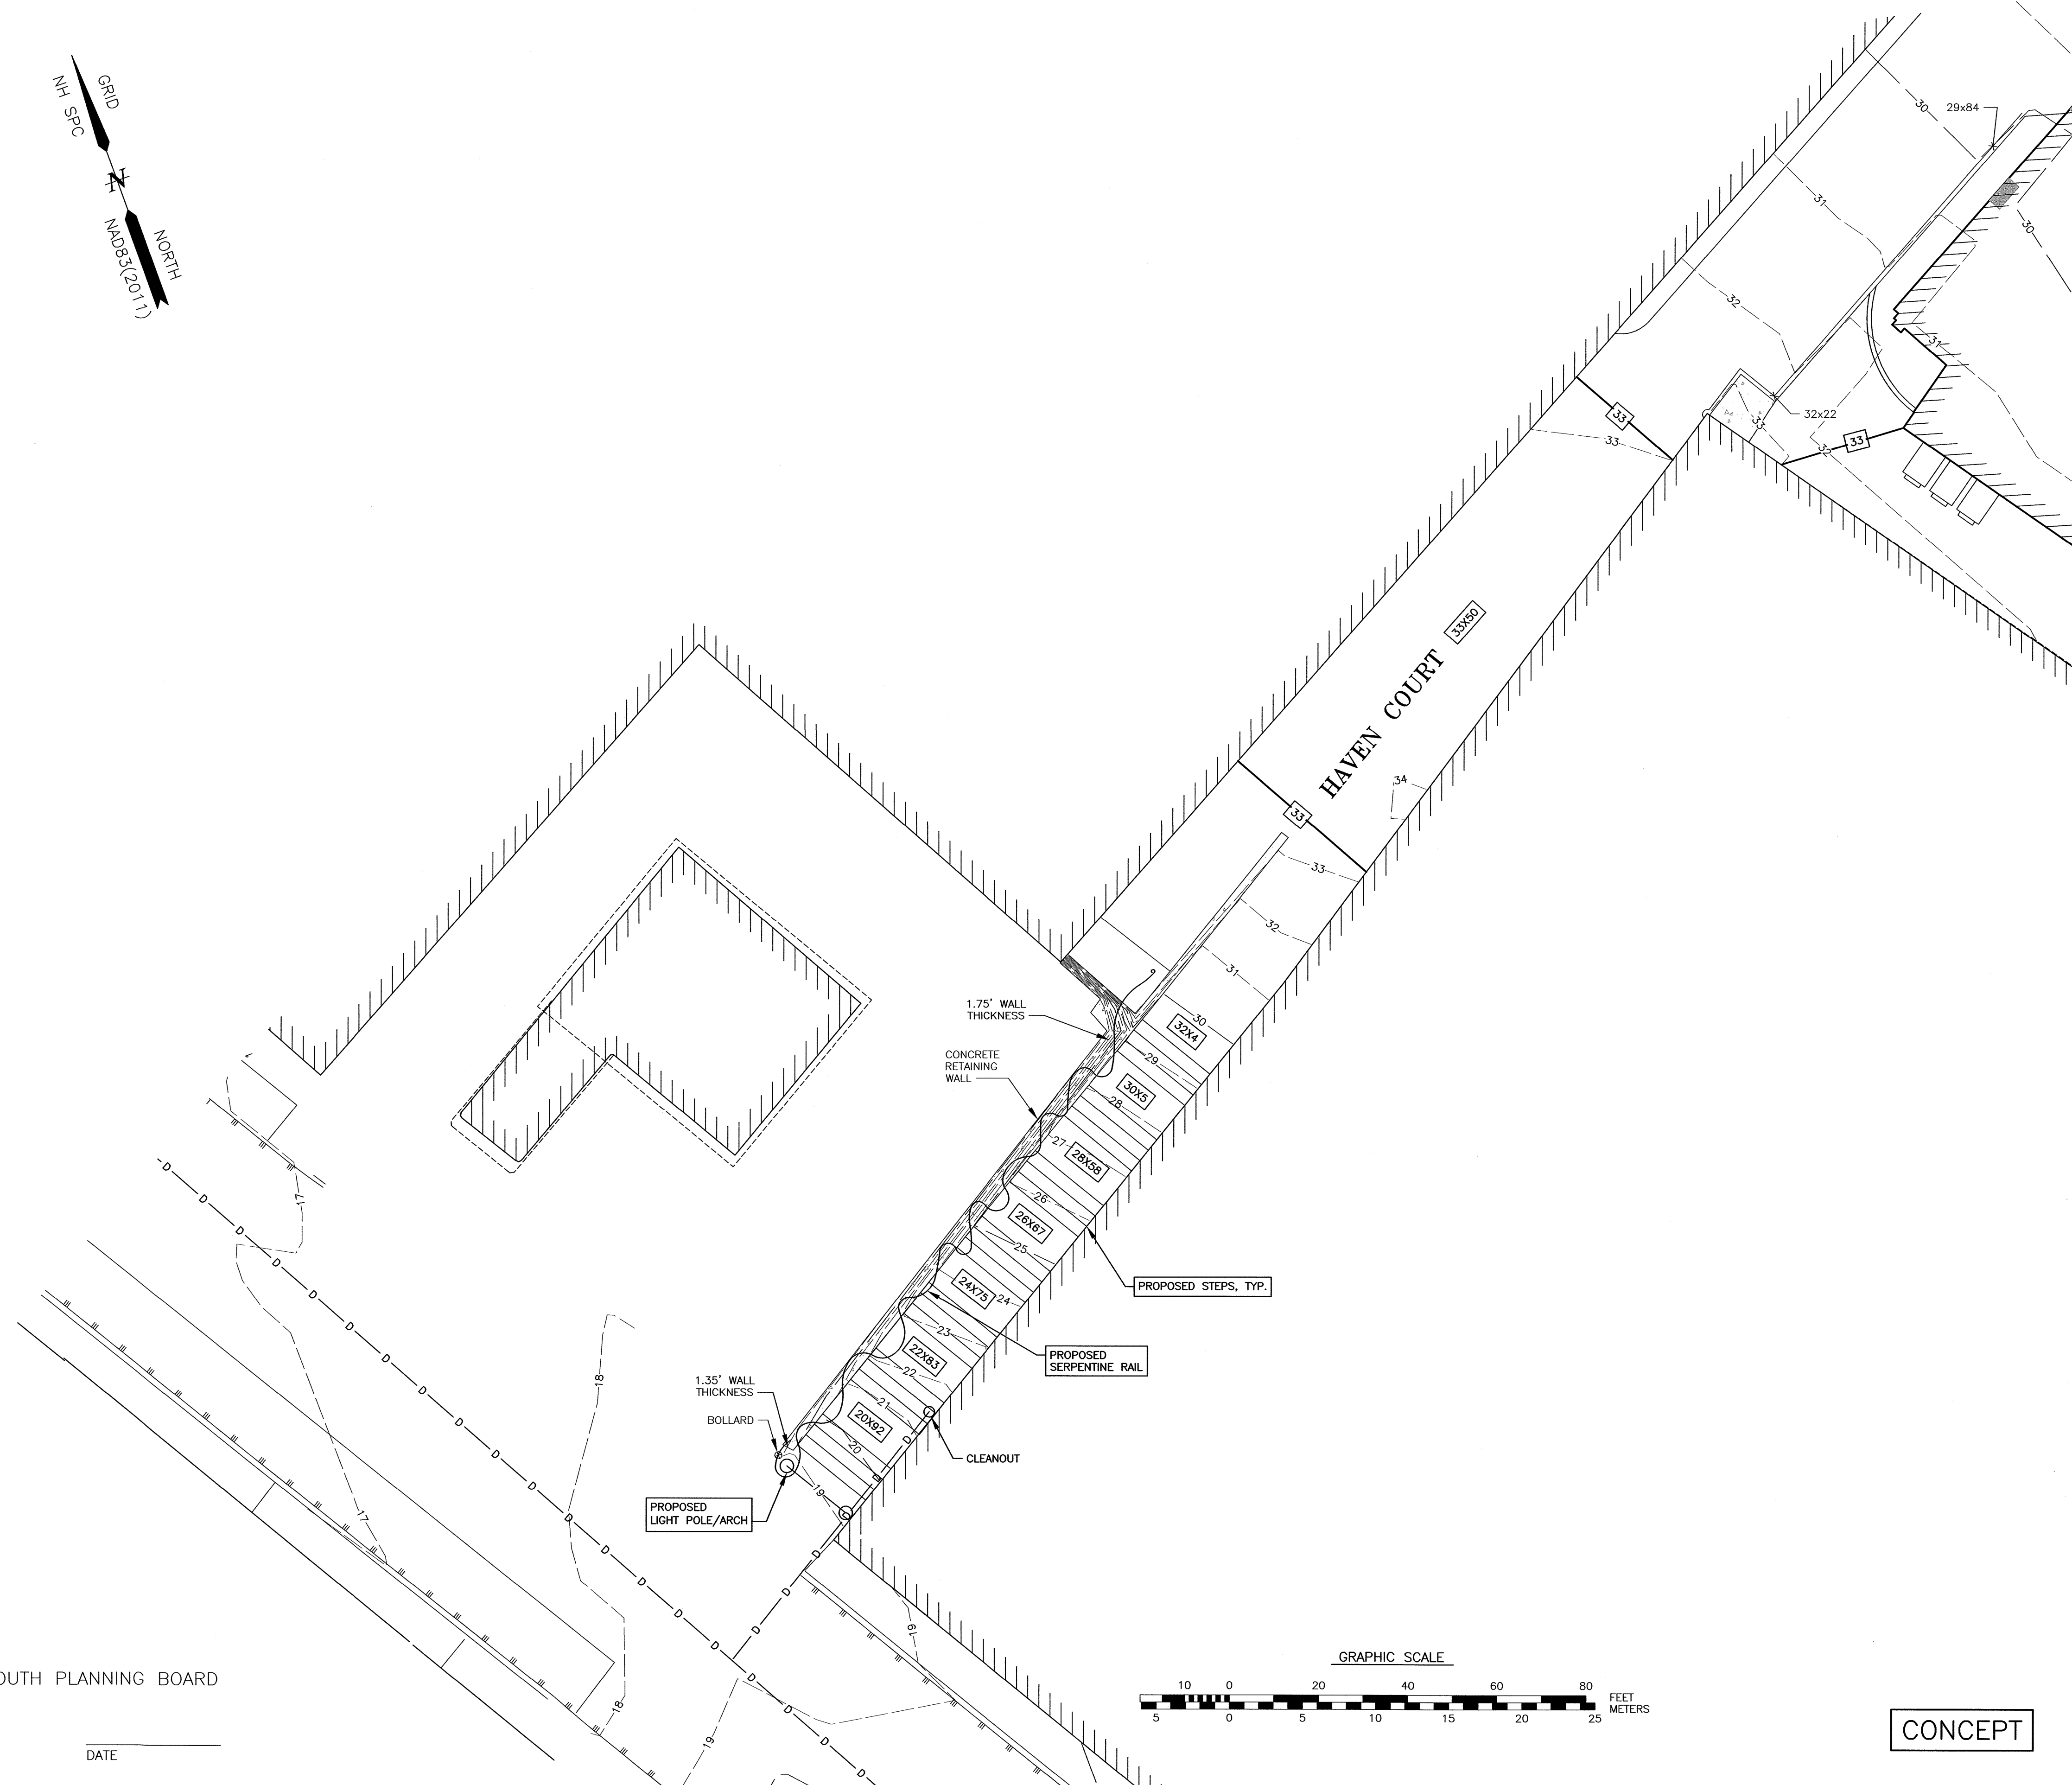 GRID
NH SPC
N
NAD83(2011)
NORTH
30
29x84
31
30
32
31
33
33
32x22
33
33
32
HAVEN COURT
33X50
34
33
33
32
31
30
32X4
1.75' WALL
THICKNESS
29
CONCRETE
RETAINING
WALL
30X5
28
27
28X58
26
26X67
25
PROPOSED STEPS, TYP.
24X75
24
23
22X83
PROPOSED
SERPENTINE RAIL
22
1.35' WALL
THICKNESS
21
BOLLARD
20X92
20
CLEANOUT
19
PROPOSED
LIGHT POLE/ARCH
17
18
17
D D D D D D D D D D D D D D D D D D D D
D D D D D
19
18
19
OUTH PLANNING BOARD
DATE
GRAPHIC SCALE
10 0 20 40 60 80
FEET
METERS
5 0 5 10 15 20 25
CONCEPT